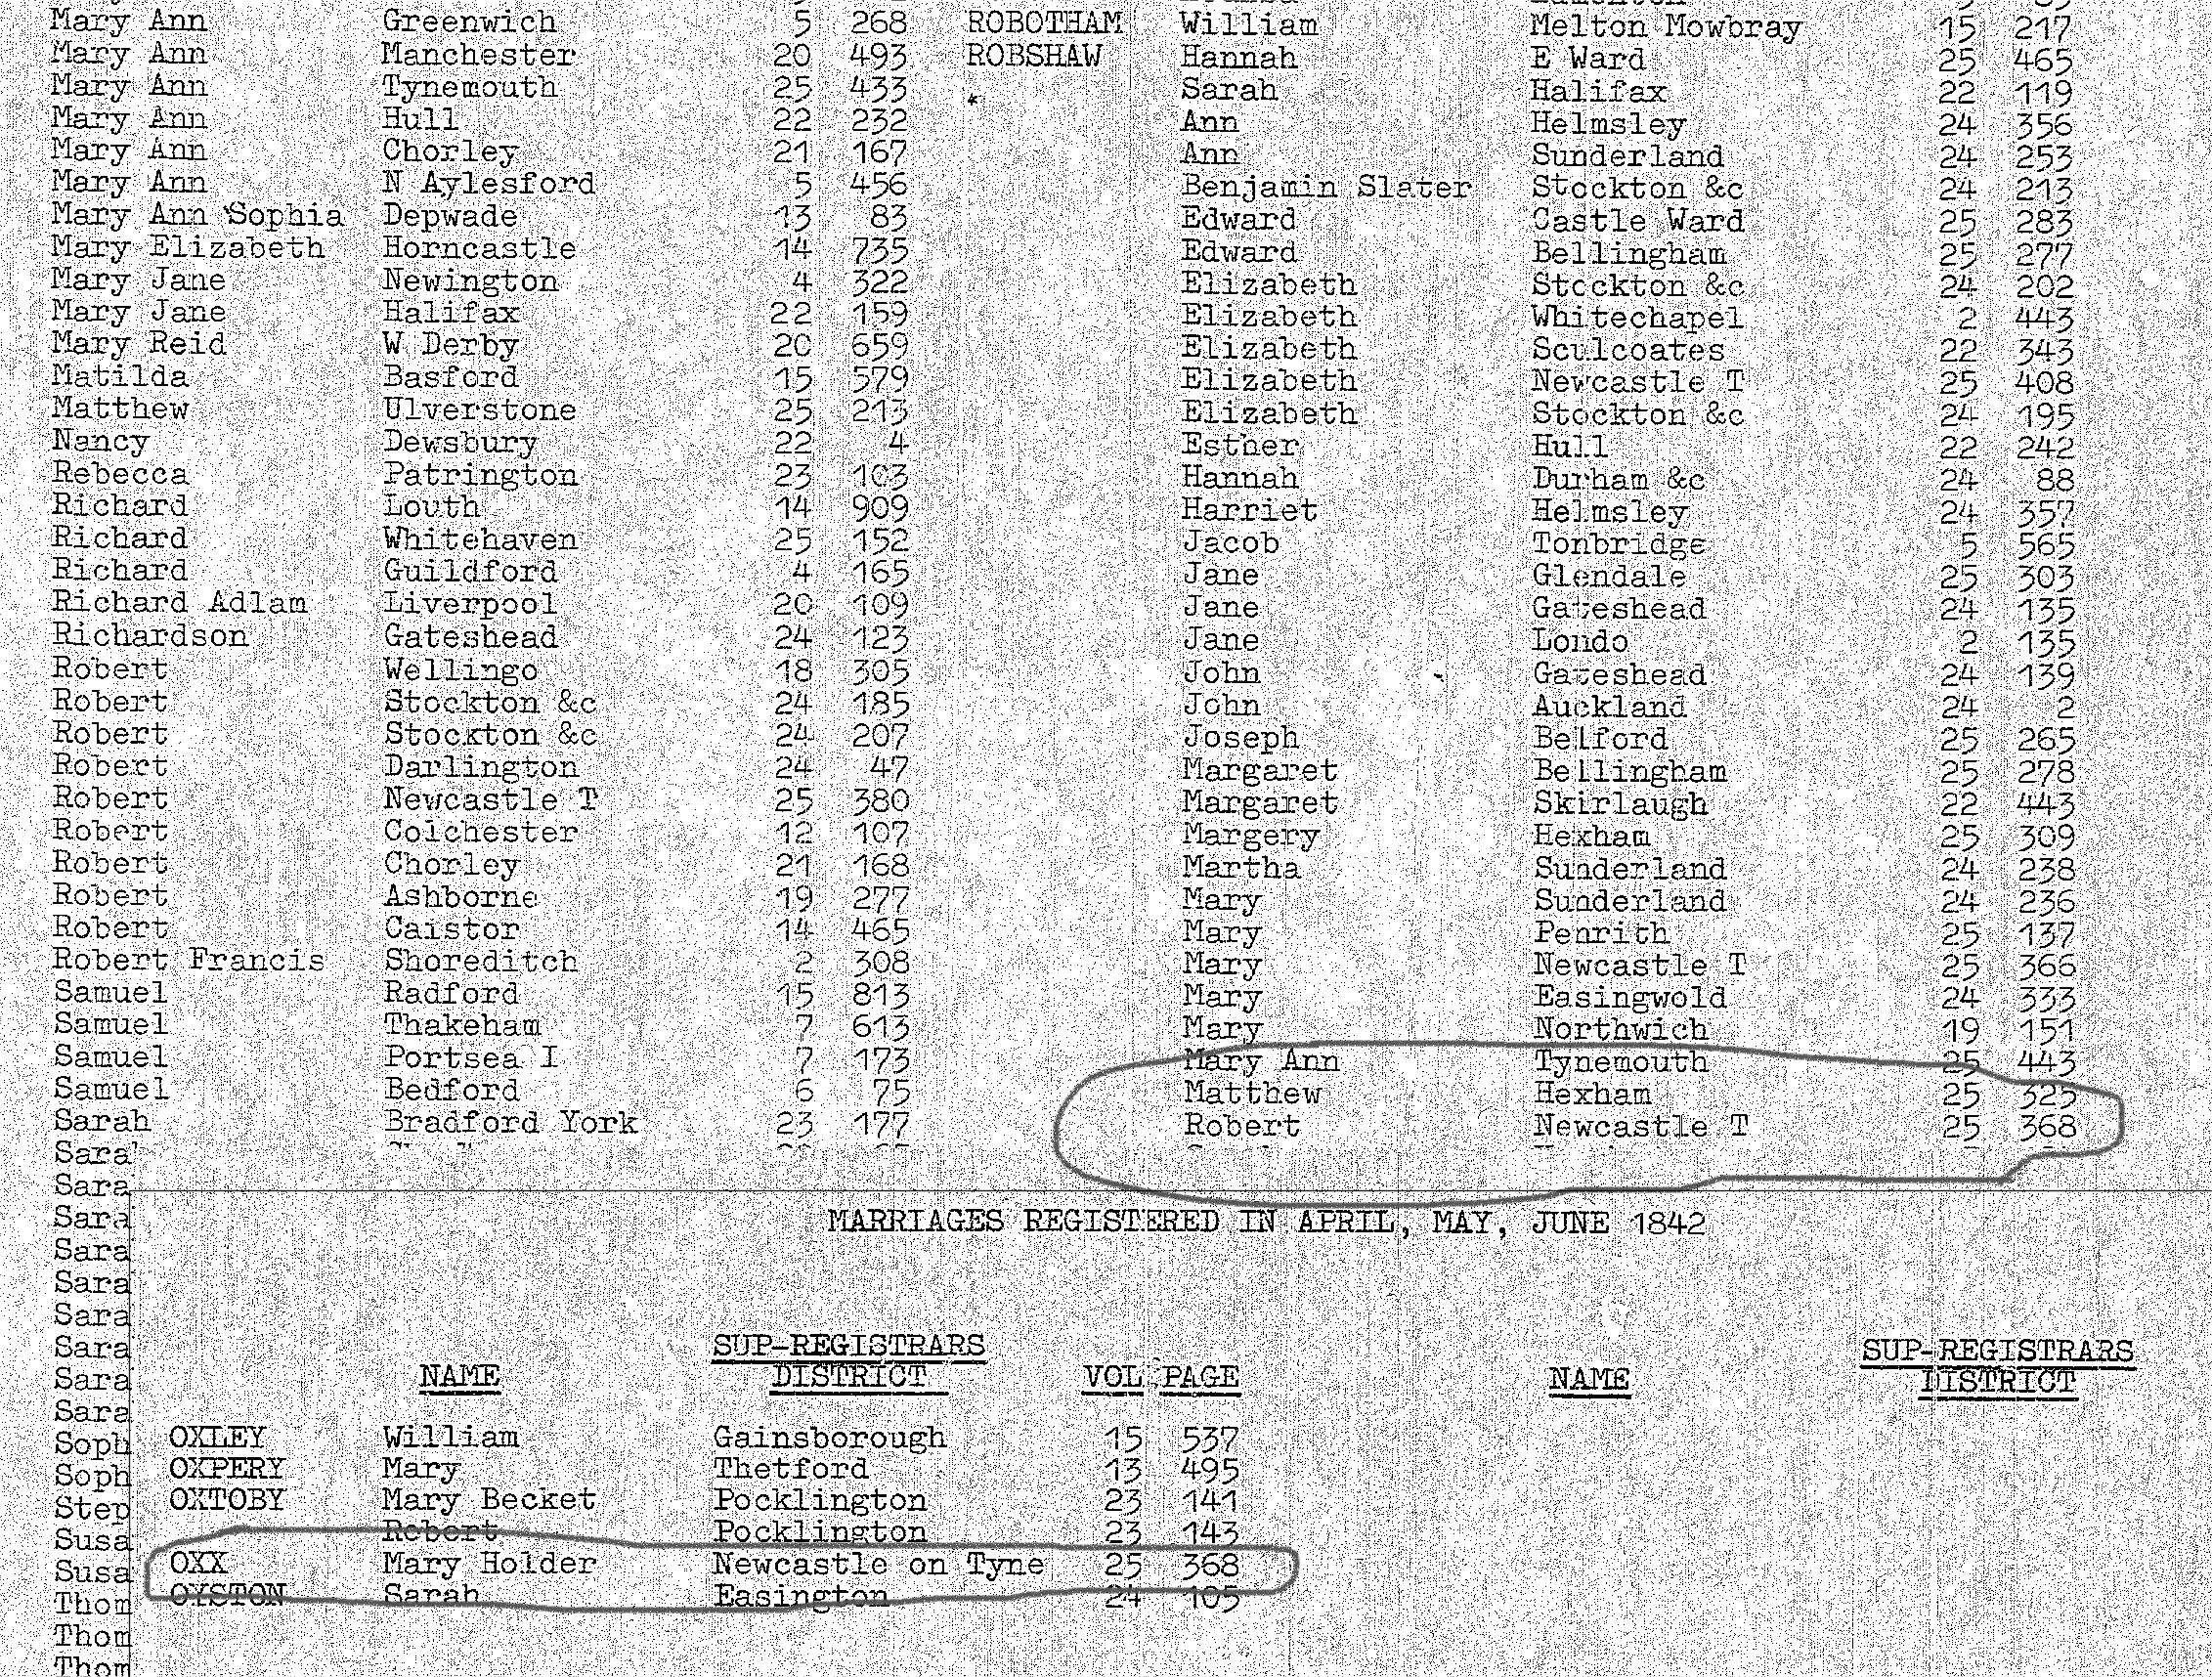 Mary Ann Greenwich 5 268 ROBOTHAM William Melton Mowbray 15 217
Mary Ann Manchester 20 493 ROBSHAW Hannah E Ward 25 465
Mary Ann Tynemouth 25 433 Sarah Halifax 22 119
Mary Ann Hull 22 232 Ann Helmsley 24 356
Mary Ann Chorley 21 167 Ann Sunderland 24 253
Mary Ann N Aylesford 5 456 Benjamin Slater Stockton &c 24 213
Mary Ann Sophia Depwade 13 83 Edward Castle Ward 25 283
Mary Elizabeth Horncastle 14 735 Edward Bellingham 25 277
Mary Jane Newington 4 322 Elizabeth Stockton &c 24 202
Mary Jane Halifax 22 159 Elizabeth Whitechapel 2 443
Mary Reid W Derby 20 659 Elizabeth Sculcoates 22 343
Matilda Basford 15 579 Elizabeth Newcastle T 25 408
Matthew Ulverstone 25 213 Elizabeth Stockton &c 24 195
Nancy Dewsbury 22 4 Esther Hull 22 242
Rebecca Patrington 23 103 Hannah Durham &c 24 88
Richard Louth 14 909 Harriet Helmsley 24 357
Richard Whitehaven 25 152 Jacob Tonbridge 5 565
Richard Guildford 4 165 Jane Glendale 25 303
Richard Adlam Liverpool 20 109 Jane Gateshead 24 135
Richardson Gateshead 24 123 Jane Londo 2 135
Robert Wellingo 18 305 John Gateshead 24 139
Robert Stockton &c 24 185 John Auckland 24 2
Robert Stockton &c 24 207 Joseph Belford 25 265
Robert Darlington 24 47 Margaret Bellingham 25 278
Robert Newcastle T 25 380 Margaret Skirlaugh 22 443
Robert Colchester 12 107 Margery Hexham 25 309
Robert Chorley 21 168 Martha Sunderland 24 238
Robert Ashborne 19 277 Mary Sunderland 24 236
Robert Caistor 14 465 Mary Penrith 25 137
Robert Francis Shoreditch 2 308 Mary Newcastle T 25 366
Samuel Radford 15 813 Mary Easingwold 24 333
Samuel Thakeham 7 613 Mary Northwich 19 151
Samuel Portsea I 7 173 Mary Ann Tynemouth 25 443
Samuel Bedford 6 75 Matthew Hexham 25 325
Sarah Bradford York 23 177 Robert Newcastle T 25 368
Sara
Sara
Sara MARRIAGES REGISTERED IN APRIL, MAY, JUNE 1842
Sara
Sara
Sara
Sara SUP-REGISTRARS SUP-REGISTRARS
Sara NAME DISTRICT VOL PAGE NAME DISTRICT
Sara
Soph OXLEY William Gainsborough 15 537
Soph OXPERY Mary Thetford 13 495
Step OXTOBY Mary Becket Pocklington 23 141
Susa Robert Pocklington 23 143
Susa OXX Mary Holder Newcastle on Tyne 25 368
Thom OYSTON Sarah Easington 24 105
Thom
Thom